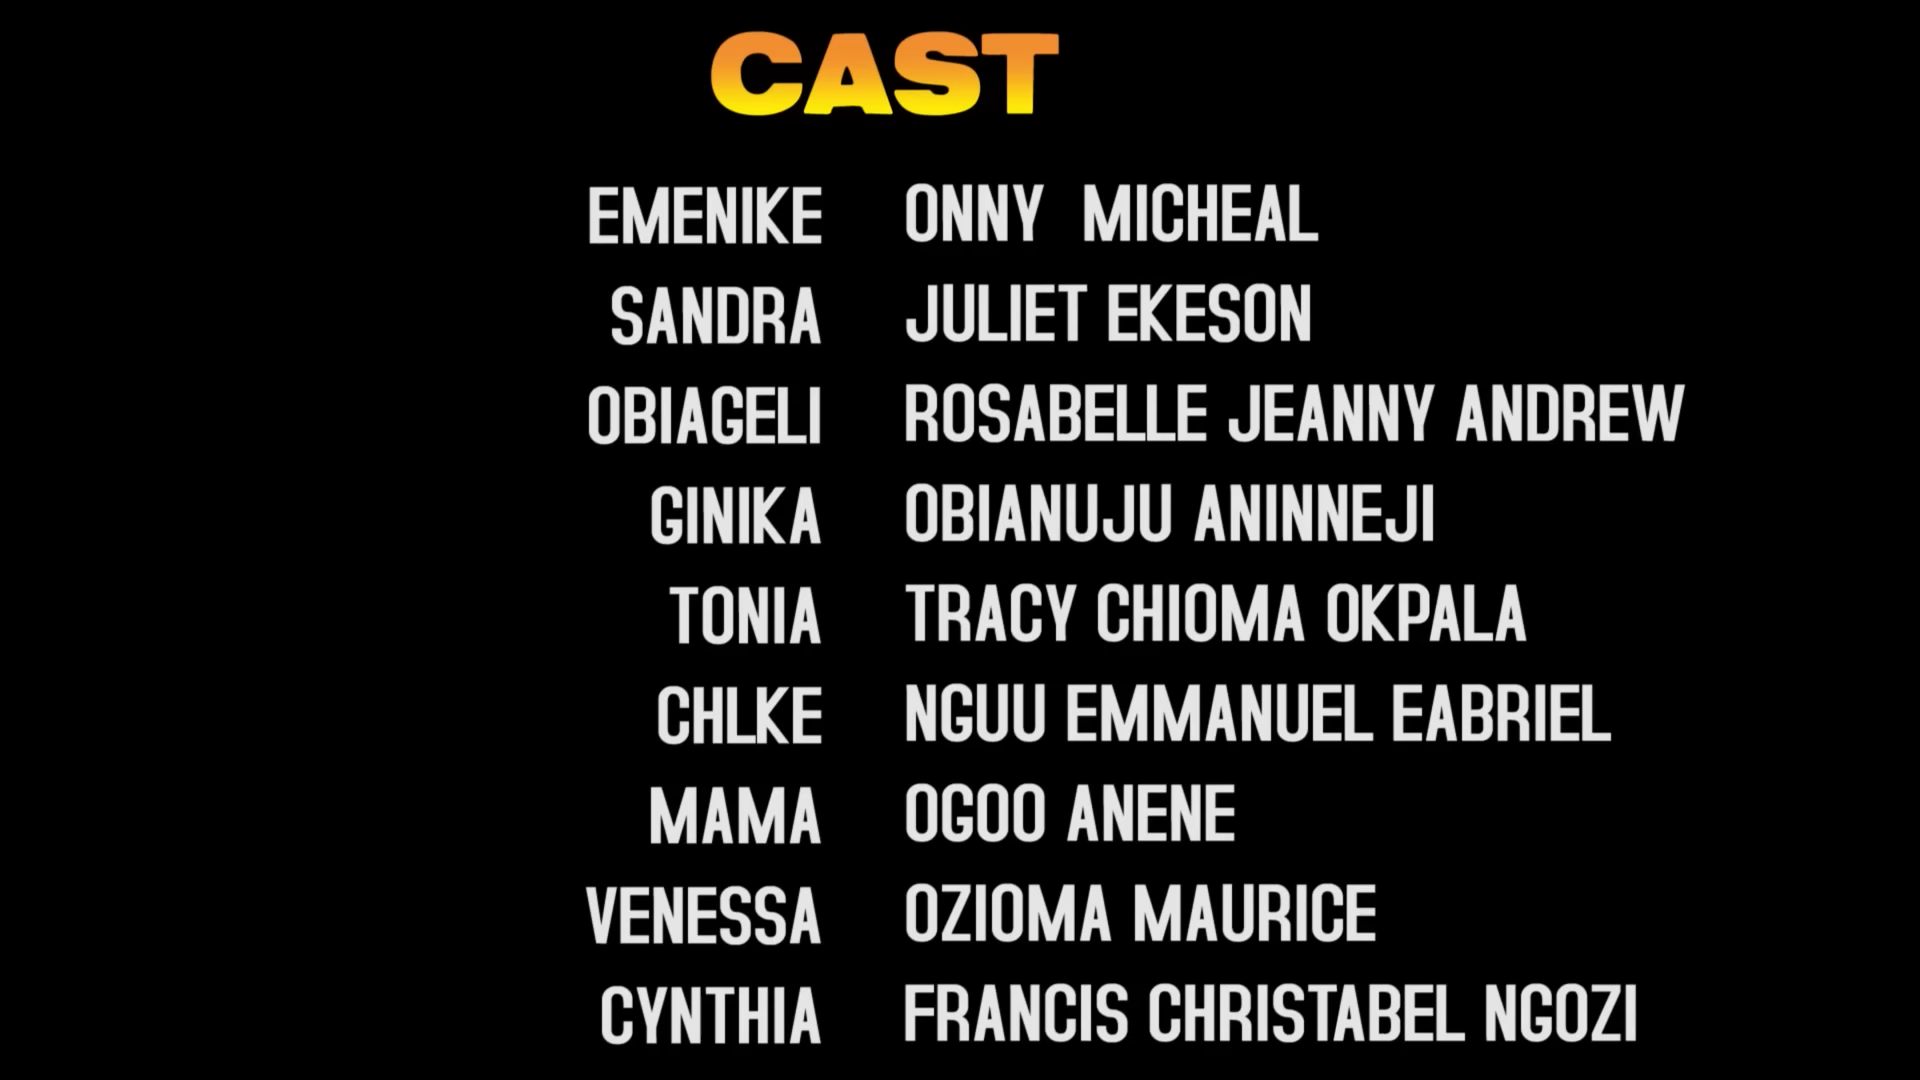 CAST
EMENIKE ONNY MICHEAL
SANDRA JULIET EKESON
OBIAGELI ROSABELLE JEANNY ANDREW
GINIKA OBIANUJU ANINNEJI
TONIA TRACY CHIOMA OKPALA
CHLKE NGUU EMMANUEL EABRIEL
MAMA OGOO ANENE
VENESSA OZIOMA MAURICE
CYNTHIA FRANCIS CHRISTABEL NGOZI